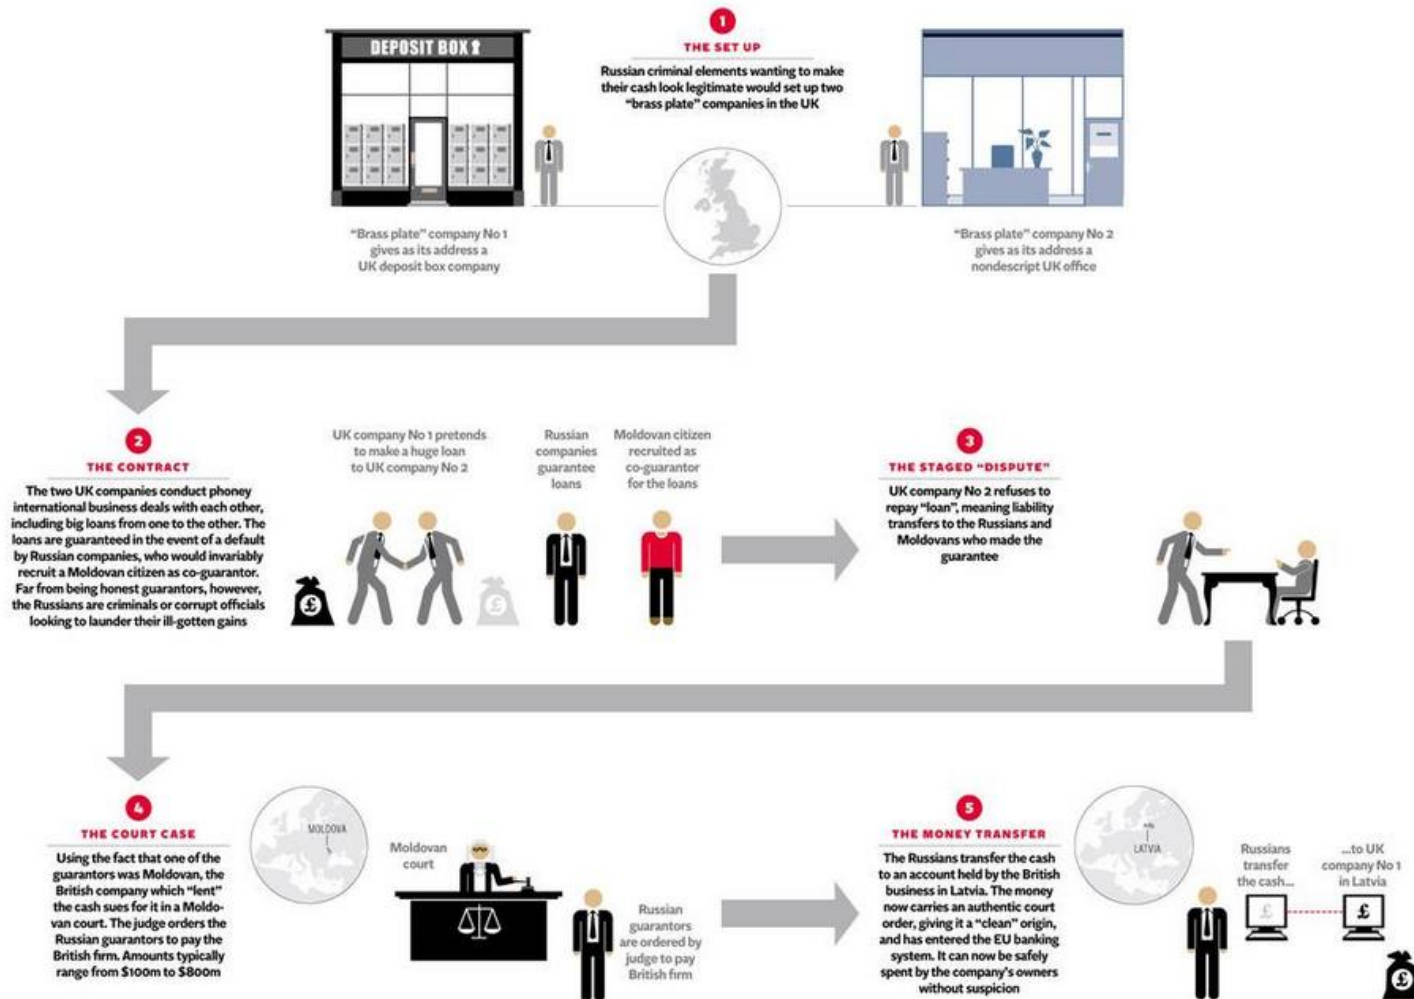 1
THE SET UP
Russian criminal elements wanting to make
their cash look legitimate would set up two
“brass plate” companies in the UK
DEPOSIT BOX
“Brass plate” company No 1
gives as its address a
UK deposit box company
“Brass plate” company No 2
gives as its address a
nondescript UK office
2
THE CONTRACT
The two UK companies conduct phoney
international business deals with each other,
including big loans from one to the other. The
loans are guaranteed in the event of a default
by Russian companies, who would invariably
recruit a Moldovan citizen as co-guarantor.
Far from being honest guarantors, however,
the Russians are criminals or corrupt officials
looking to launder their ill-gotten gains
UK company No 1 pretends
to make a huge loan
to UK company No 2
£
£
Russian
companies
guarantee
loans
Moldovan citizen
recruited as
co-guarantor
for the loans
3
THE STAGED “DISPUTE”
UK company No 2 refuses to
repay “loan”, meaning liability
transfers to the Russians and
Moldovans who made the
guarantee
4
THE COURT CASE
Using the fact that one of the
guarantors was Moldovan, the
British company which “lent”
the cash sues for it in a Moldo-
van court. The judge orders the
Russian guarantors to pay the
British firm. Amounts typically
range from $100m to $800m
MOLDOVA
Moldovan
court
Russian
guarantors
are ordered by
judge to pay
British firm
5
THE MONEY TRANSFER
The Russians transfer the cash
to an account held by the British
business in Latvia. The money
now carries an authentic court
order, giving it a “clean” origin,
and has entered the EU banking
system. It can now be safely
spent by the company’s owners
without suspicion
LATVIA
Russians
transfer
the cash...
...to UK
company No 1
in Latvia
£
£
£